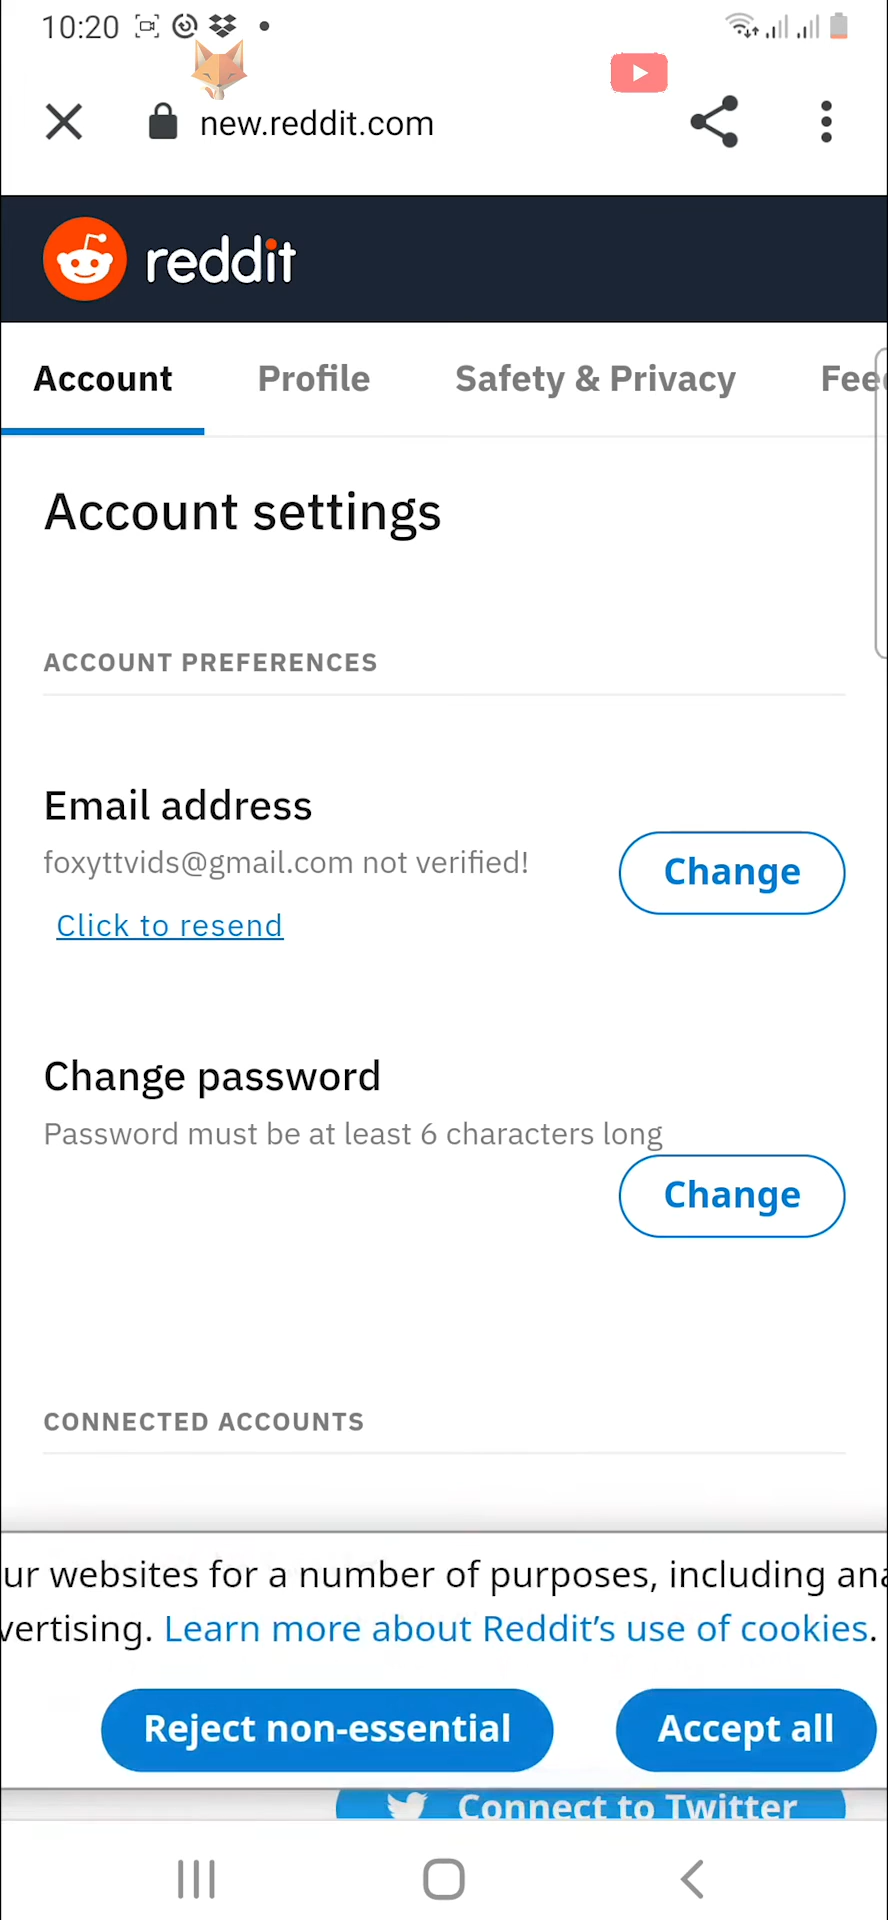 10:20
new.reddit.com
reddit
Account Profile Safety & Privacy
Account settings
ACCOUNT PREFERENCES
Email address
foxyttvids@gmail.com not verified!
Change
Click to resend
Change password
Password must be at least 6 characters long
Change
CONNECTED ACCOUNTS
ur websites for a number of purposes, including ana
vertising. Learn more about Reddit's use of cookies.
Reject non-essential Accept all
Connect to Twitter